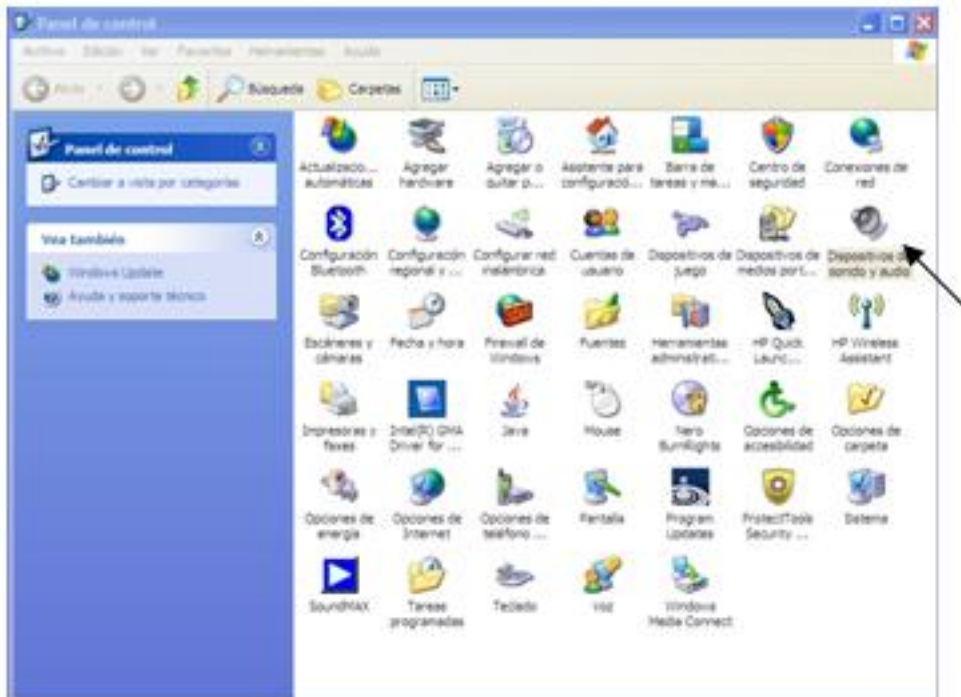 Panel de control
Archivo Edición Ver Favoritos Herramientas Ayuda
Atrás Búsqueda Carpetas
Panel de control
Cambiar a vista por categorías
Vea también
Windows Update
Ayuda y soporte técnico
Actualizacio... Agregar Agregar o Asistente para Barra de Centro de Conexiones de
automáticas hardware quitar p... configuració... tareas y me... seguridad red
Configuración Configuración Configurar red Cuentas de Dispositivos de Dispositivos de Dispositivos de
Bluetooth regional y ... inalámbrica usuario juego medios port... sonido y audio
Escáneres y Fecha y hora Firewall de Fuentes Herramientas HP Quick HP Wireless
cámaras Windows administrati... Launc... Assistant
Impresoras y Intel(R) GMA Java Mouse Nero Opciones de Opciones de
faxes Driver for ... BurnRights accesibilidad carpeta
Opciones de Opciones de Opciones de Pantalla Program ProtectTools Sistema
energía Internet teléfono ... Updates Security ...
SoundMAX Tareas Teclado Voz Windows
programadas Media Connect